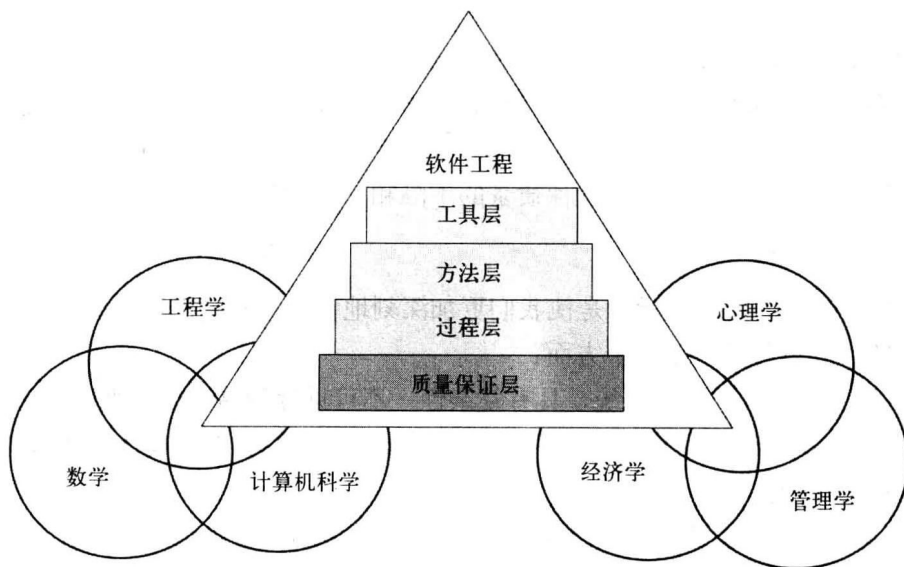 软件工程
工具层
方法层
过程层
质量保证层
工程学
数学
计算机科学
心理学
经济学
管理学